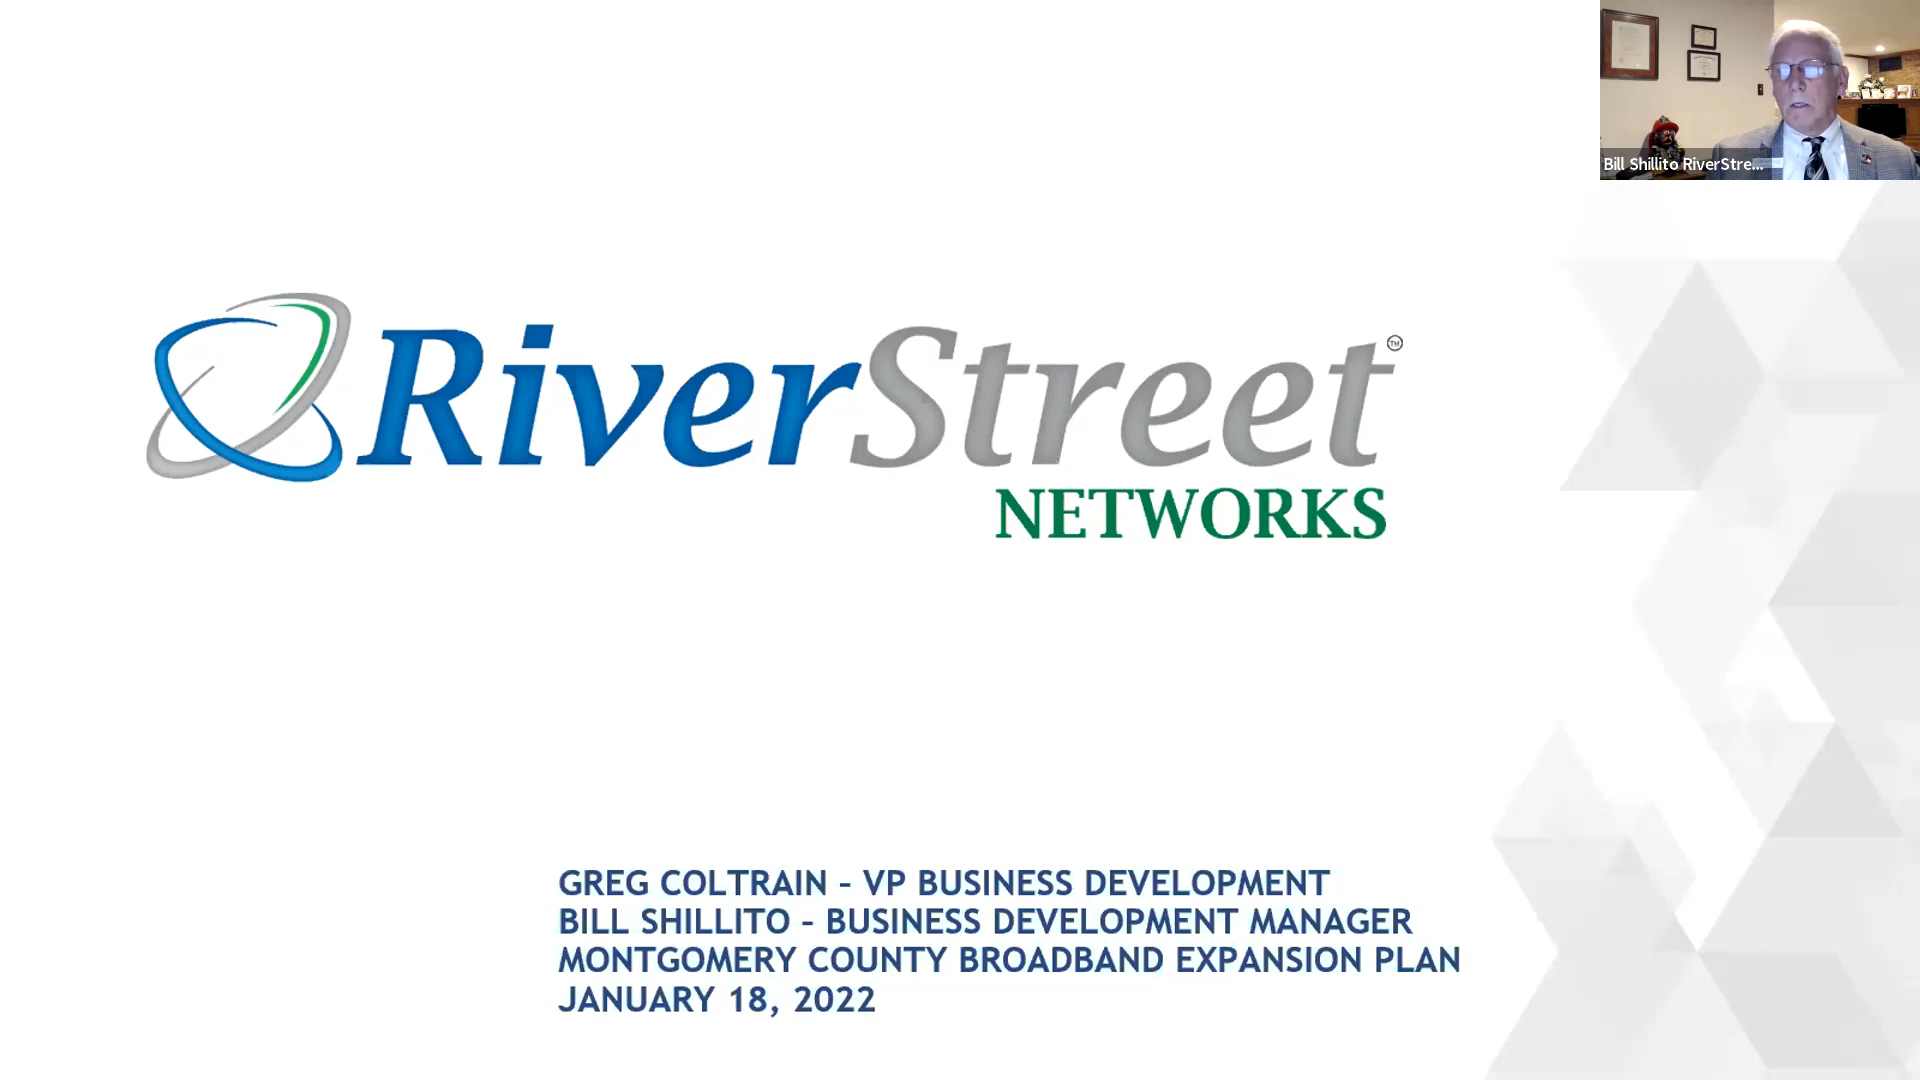 Bill Shillito RiverStre...
RiverStreet
TM
NETWORKS
GREG COLTRAIN – VP BUSINESS DEVELOPMENT
BILL SHILLITO – BUSINESS DEVELOPMENT MANAGER
MONTGOMERY COUNTY BROADBAND EXPANSION PLAN
JANUARY 18, 2022